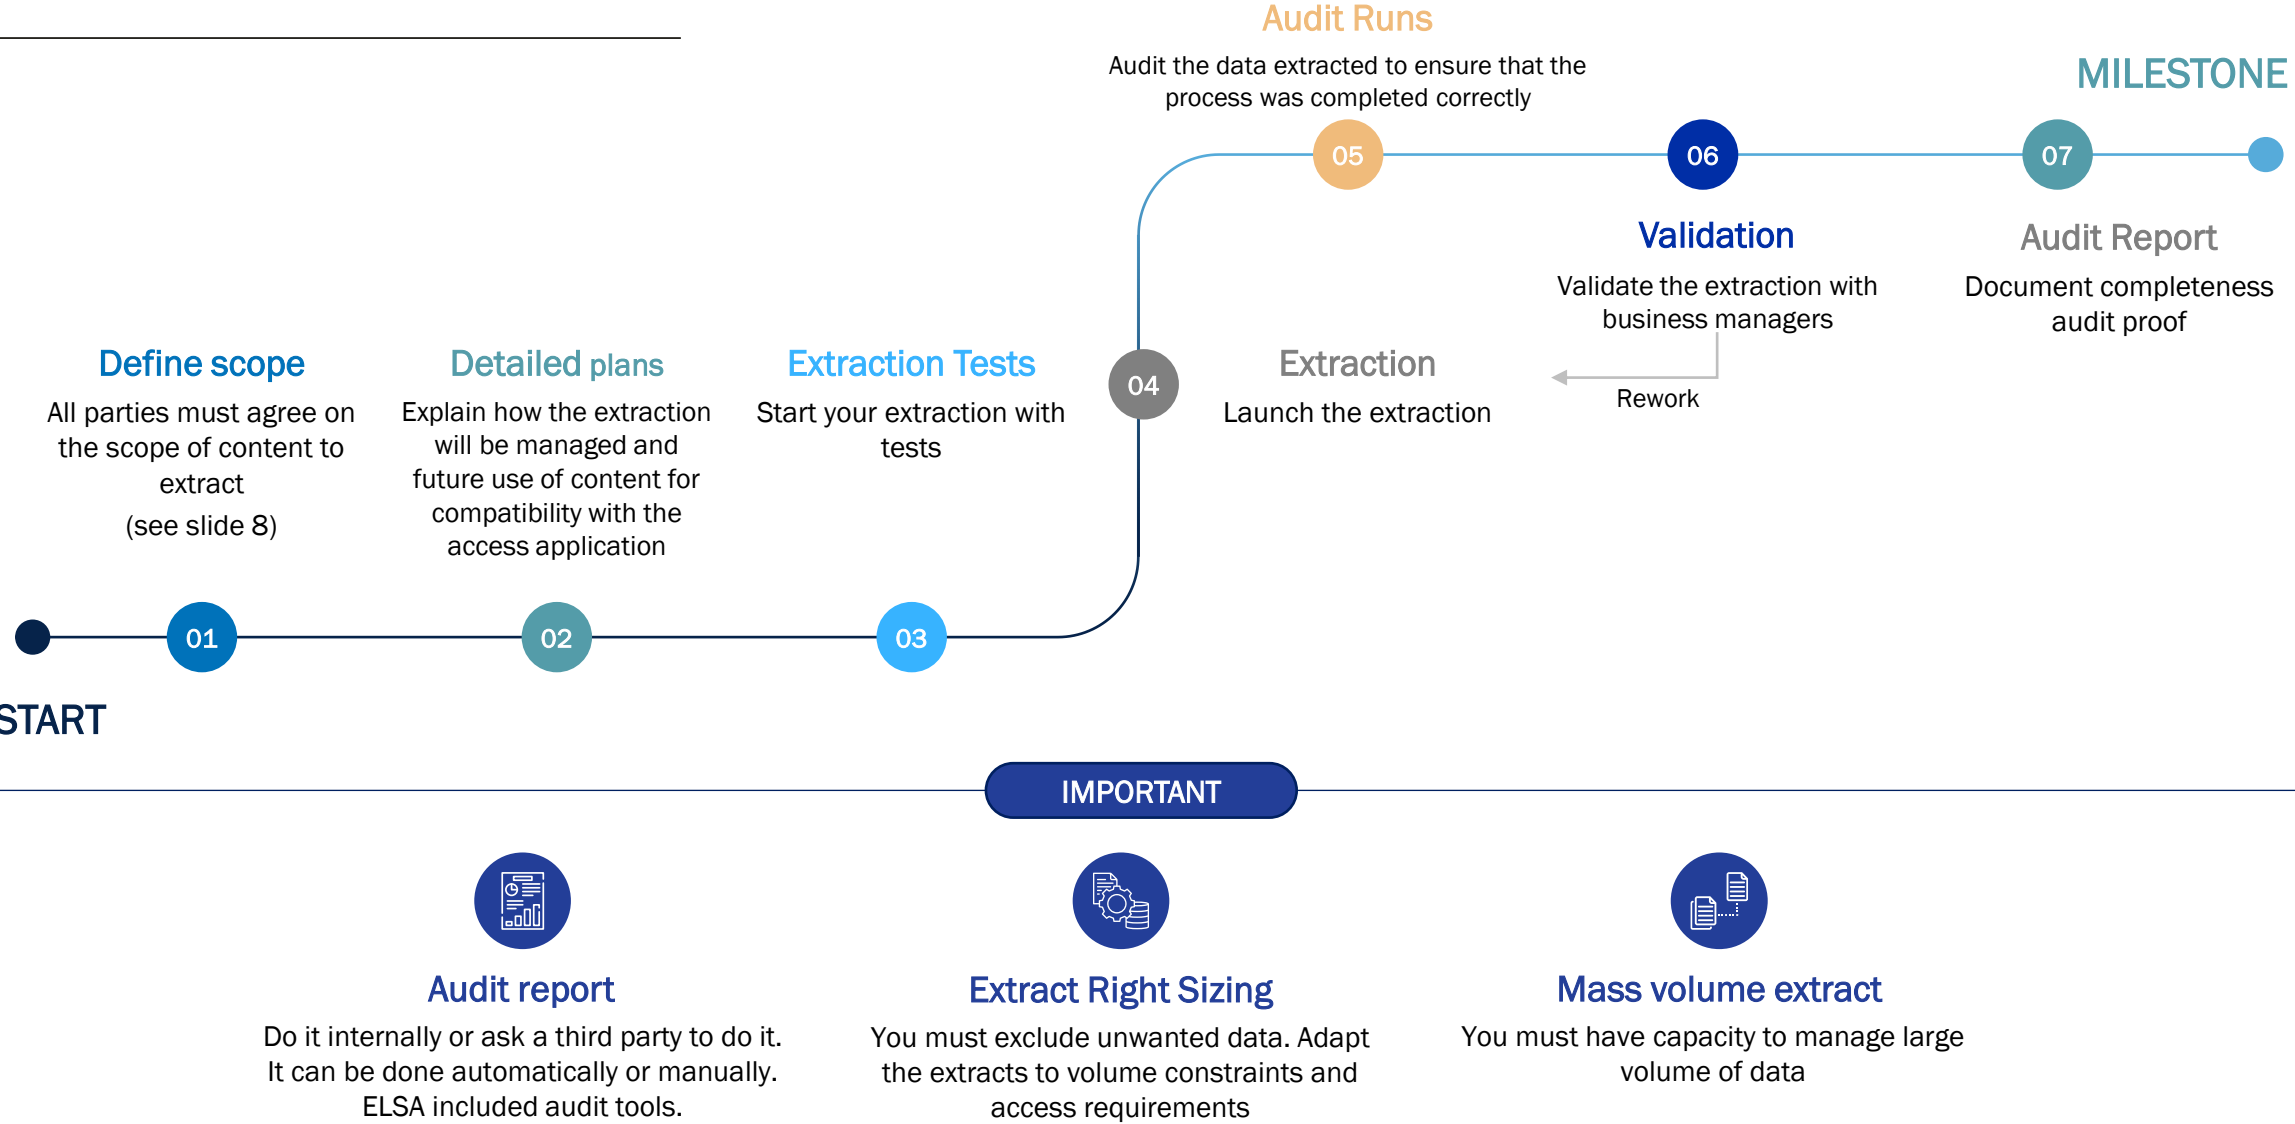 Audit Runs
Audit the data extracted to ensure that the
process was completed correctly
MILESTONE
05
06
07
Validation
Validate the extraction with
business managers
Rework
Audit Report
Document completeness
audit proof
Define scope
All parties must agree on
the scope of content to
extract
(see slide 8)
Detailed plans
Explain how the extraction
will be managed and
future use of content for
compatibility with the
access application
Extraction Tests
Start your extraction with
tests
04
Extraction
Launch the extraction
01
02
03
START
IMPORTANT
Audit report
Do it internally or ask a third party to do it.
It can be done automatically or manually.
ELSA included audit tools.
Extract Right Sizing
You must exclude unwanted data. Adapt
the extracts to volume constraints and
access requirements
Mass volume extract
You must have capacity to manage large
volume of data